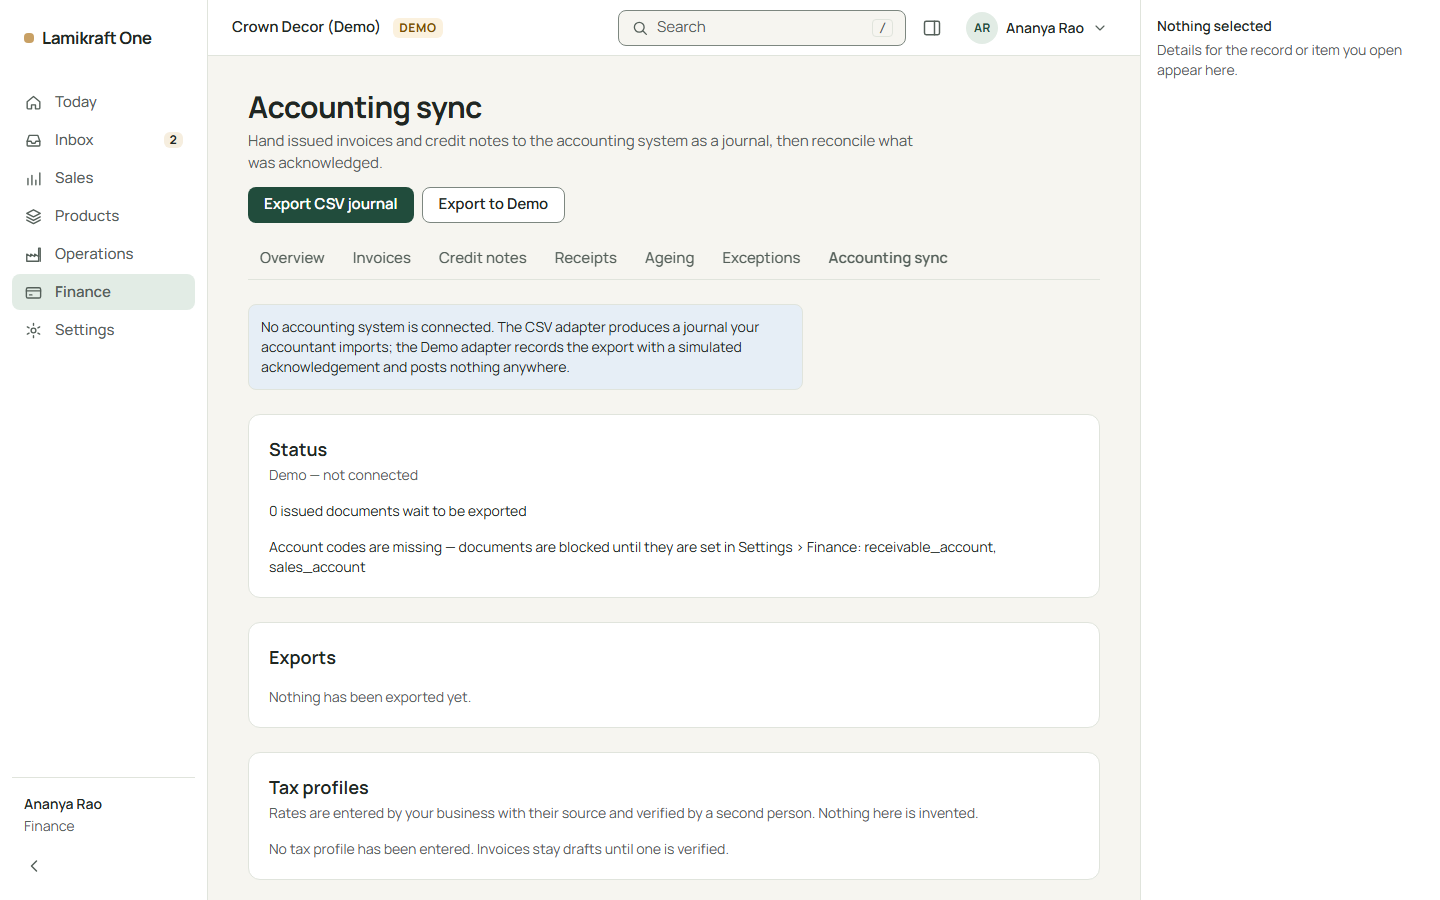 Lamikraft One
Today
Inbox
2
Sales
Products
Operations
Finance
Settings
Ananya Rao
Finance
Crown Decor (Demo)
DEMO
Search
/
AR
Ananya Rao
Accounting sync
Hand issued invoices and credit notes to the accounting system as a journal, then reconcile what
was acknowledged.
Export CSV journal
Export to Demo
Overview
Invoices
Credit notes
Receipts
Ageing
Exceptions
Accounting sync
No accounting system is connected. The CSV adapter produces a journal your
accountant imports; the Demo adapter records the export with a simulated
acknowledgement and posts nothing anywhere.
Status
Demo — not connected
0 issued documents wait to be exported
Account codes are missing — documents are blocked until they are set in Settings › Finance: receivable_account,
sales_account
Exports
Nothing has been exported yet.
Tax profiles
Rates are entered by your business with their source and verified by a second person. Nothing here is invented.
No tax profile has been entered. Invoices stay drafts until one is verified.
Nothing selected
Details for the record or item you open
appear here.